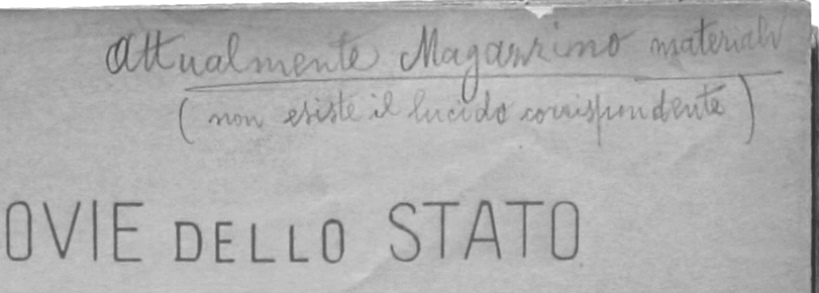 Attualmente Magazzino materiali
(non esiste il lucido corrispondente)
OVIE DELLO STATO